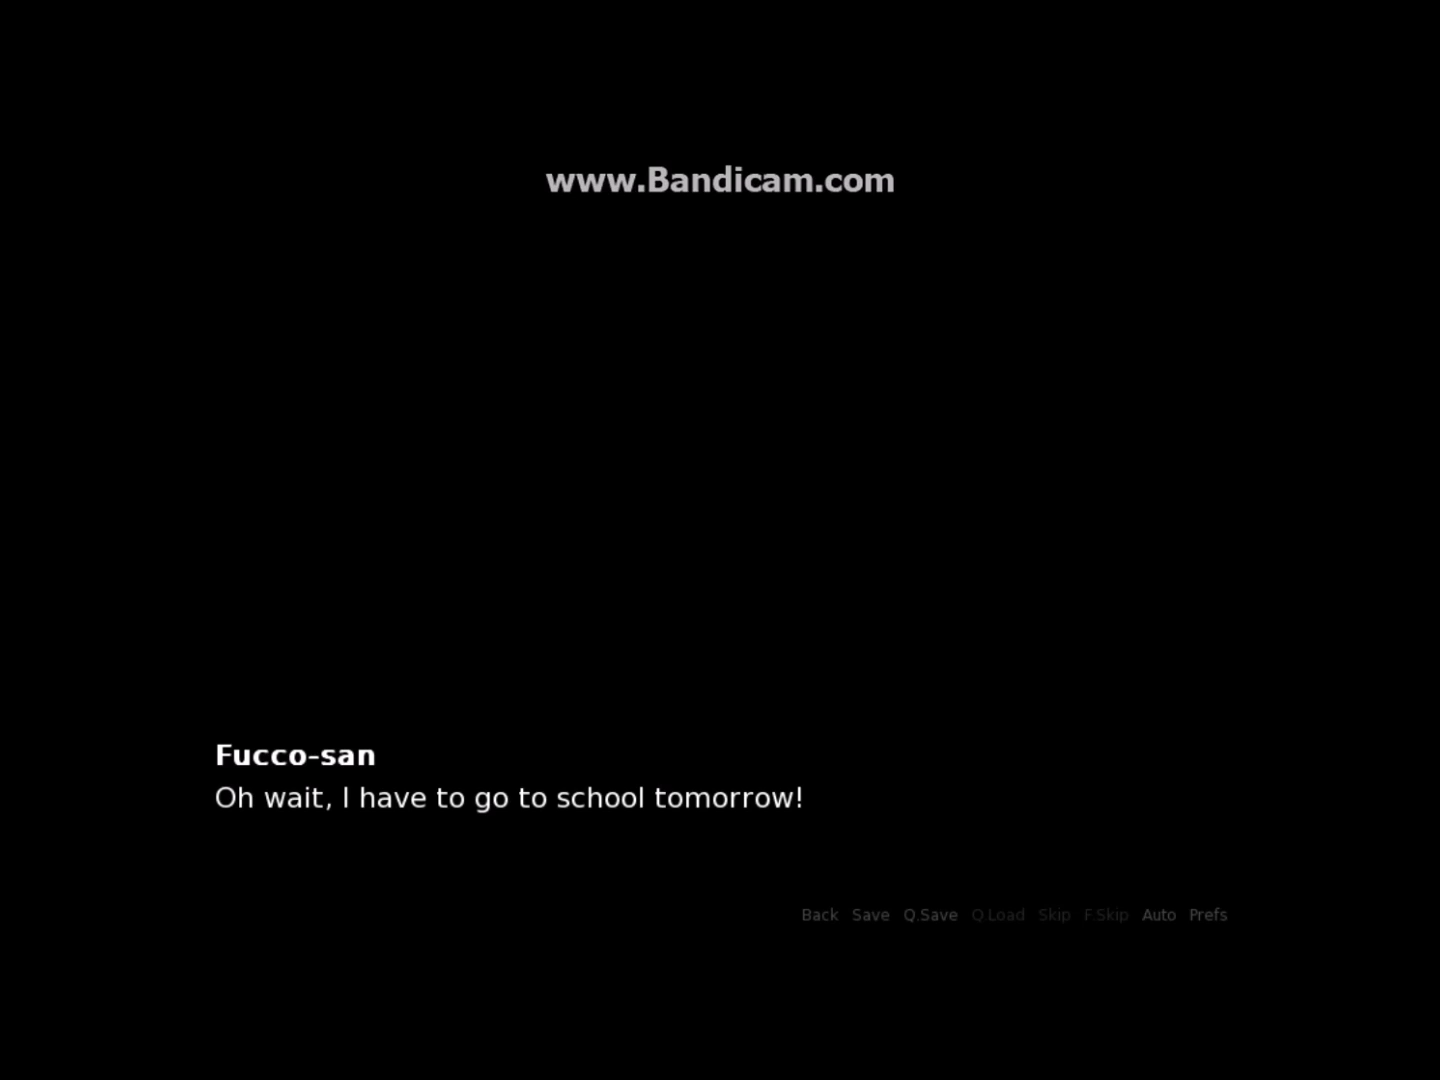 www.Bandicam.com
Fucco-san
Oh wait, I have to go to school tomorrow!
Back Save Q.Save Q.Load Skip F.Skip Auto Prefs